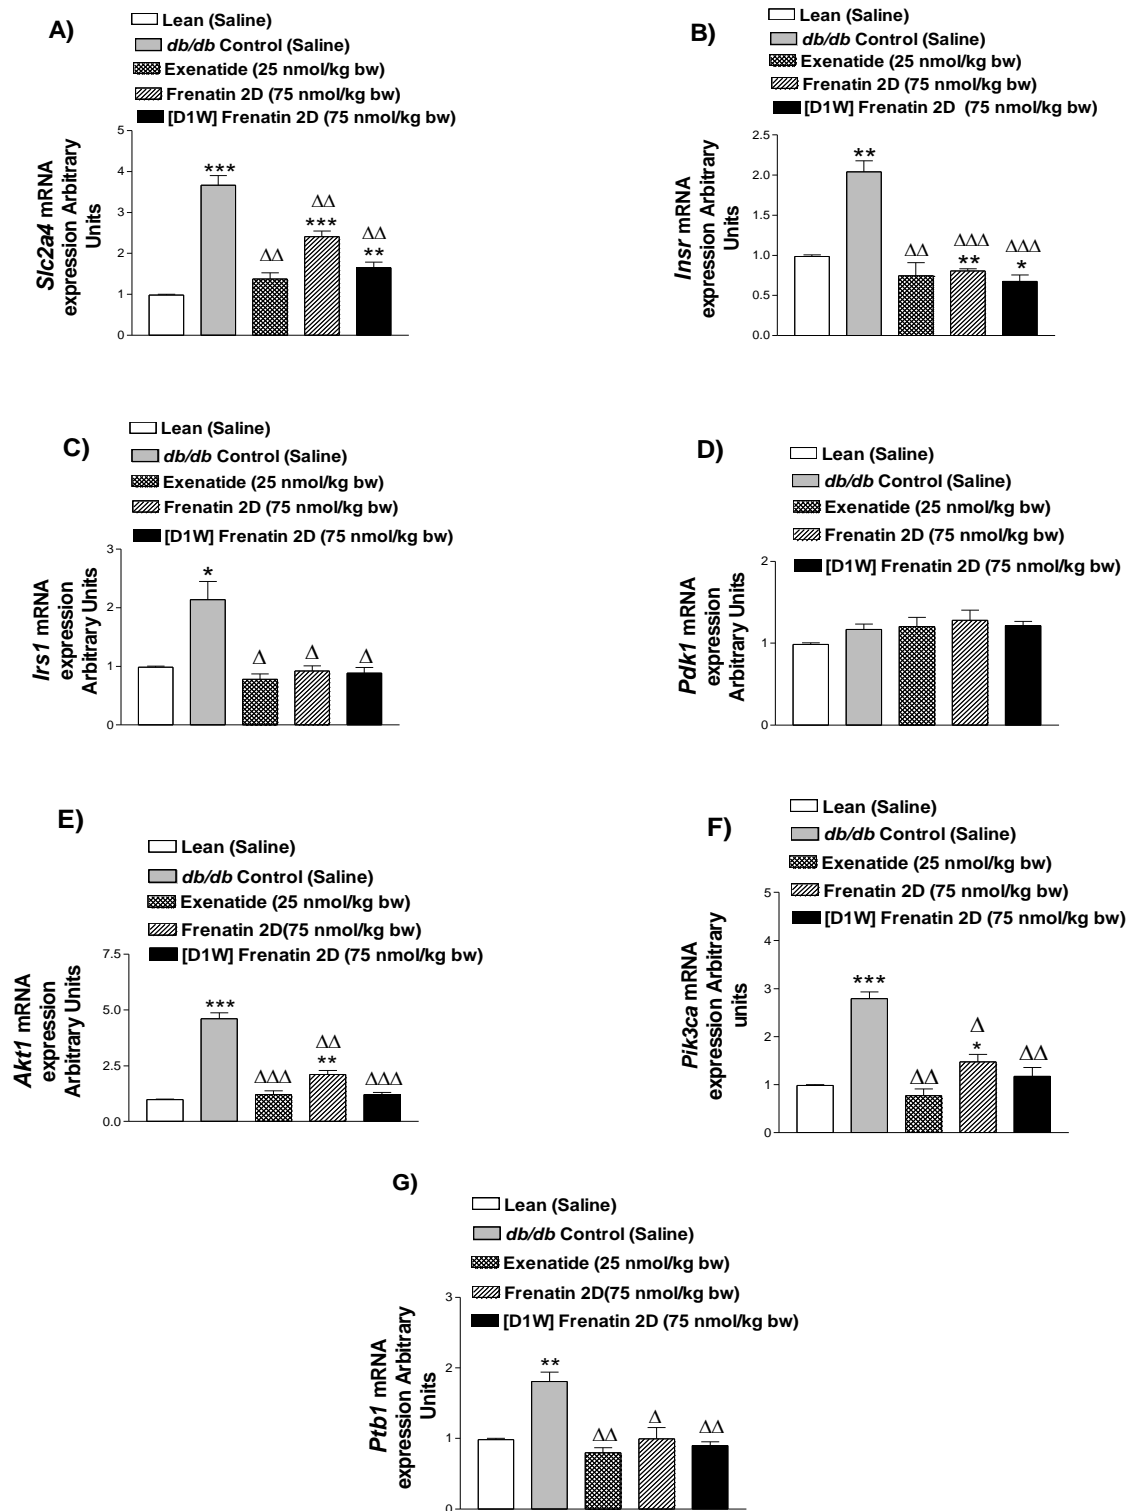 A)
Lean (Saline)
db/db Control (Saline)
Exenatide (25 nmol/kg bw)
Frenatin 2D (75 nmol/kg bw)
[D1W] Frenatin 2D (75 nmol/kg bw)
Slc2a4 mRNA
expression Arbitrary
Units
5
4
3
2
1
0
***
ΔΔ
ΔΔ
***
ΔΔ
**
B)
Lean (Saline)
db/db Control (Saline)
Exenatide (25 nmol/kg bw)
Frenatin 2D (75 nmol/kg bw)
[D1W] Frenatin 2D (75 nmol/kg bw)
Insr mRNA
expression Arbitrary
Units
2.5
2.0
1.5
1.0
0.5
0.0
**
ΔΔ
ΔΔΔ
**
ΔΔΔ
*
C)
Lean (Saline)
db/db Control (Saline)
Exenatide (25 nmol/kg bw)
Frenatin 2D (75 nmol/kg bw)
[D1W] Frenatin 2D (75 nmol/kg bw)
Irs1 mRNA
expression
Arbitrary Units
3
2
1
0
*
Δ
Δ
Δ
D)
Lean (Saline)
db/db Control (Saline)
Exenatide (25 nmol/kg bw)
Frenatin 2D (75 nmol/kg bw)
[D1W] Frenatin 2D (75 nmol/kg bw)
Pdk1 mRNA
expression
Arbitrary Units
2
1
0
E)
Lean (Saline)
db/db Control (Saline)
Exenatide (25 nmol/kg bw)
Frenatin 2D(75 nmol/kg bw)
[D1W] Frenatin 2D (75 nmol/kg bw)
Akt1 mRNA
expression
Arbitrary Units
7.5
5.0
2.5
0.0
***
ΔΔΔ
ΔΔ
**
ΔΔΔ
F)
Lean (Saline)
db/db Control (Saline)
Exenatide (25 nmol/kg bw)
Frenatin 2D (75 nmol/kg bw)
[D1W] Frenatin 2D (75 nmol/kg bw)
Pik3ca mRNA
expression Arbitrary
units
5
4
3
2
1
0
***
ΔΔ
Δ
*
ΔΔ
G)
Lean (Saline)
db/db Control (Saline)
Exenatide (25 nmol/kg bw)
Frenatin 2D(75 nmol/kg bw)
[D1W] Frenatin 2D (75 nmol/kg bw)
Ptb1 mRNA
expression Arbitrary
Units
3
2
1
0
**
ΔΔ
Δ
ΔΔ